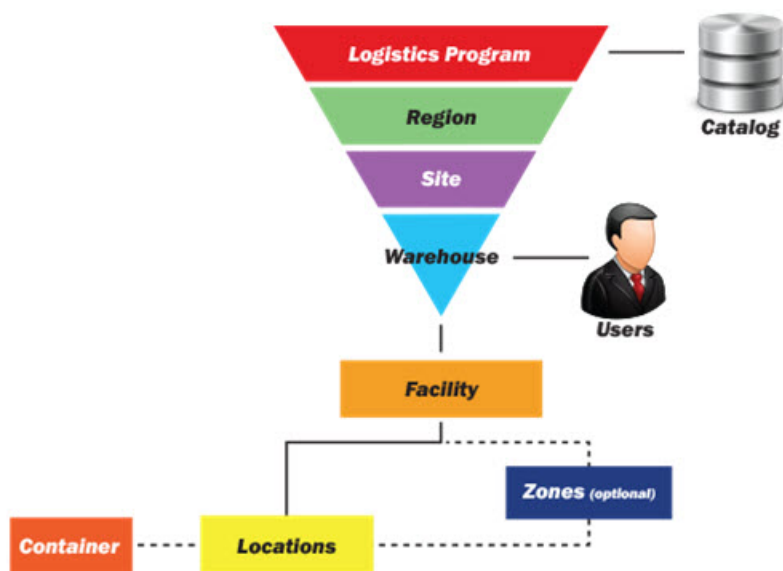 Logistics Program
Catalog
Region
Site
Warehouse
Users
Facility
Zones (optional)
Container
Locations